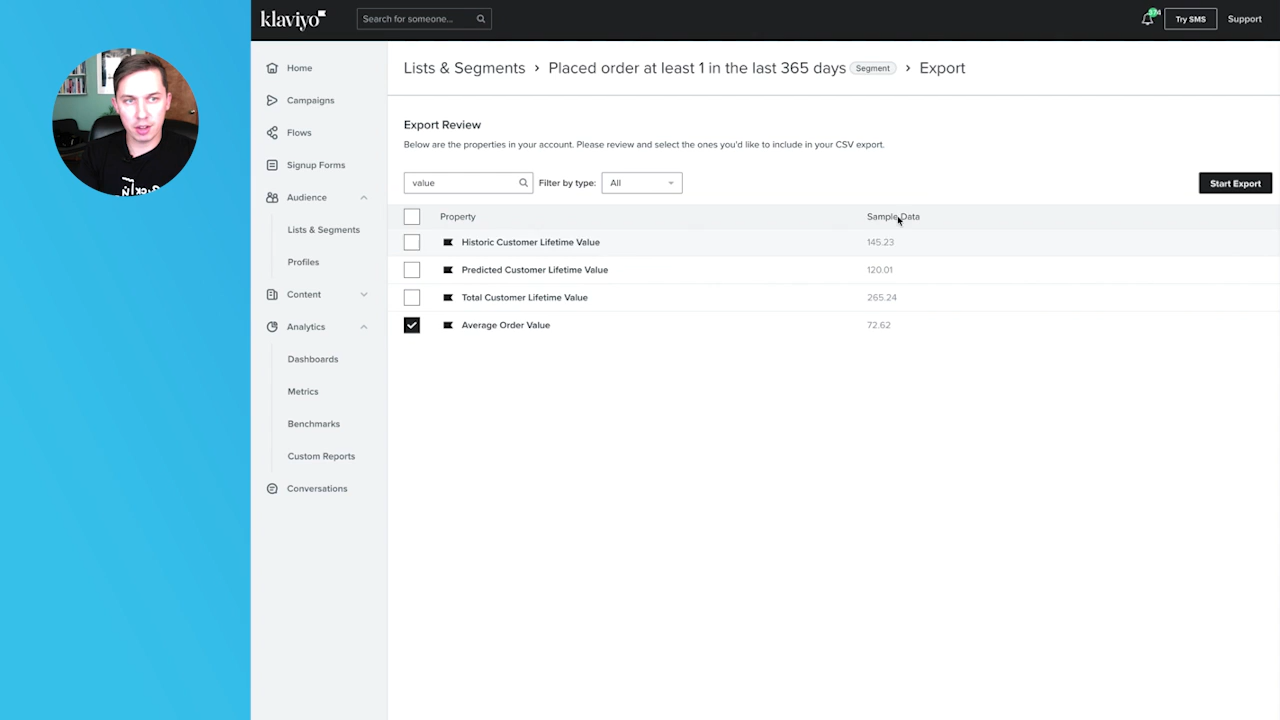 klaviyo
Search for someone...
Try SMS
Support
Home
Campaigns
Flows
Signup Forms
Audience
Lists & Segments
Profiles
Content
Analytics
Dashboards
Metrics
Benchmarks
Custom Reports
Conversations
Lists & Segments › Placed order at least 1 in the last 365 days Segment › Export
Export Review
Below are the properties in your account. Please review and select the ones you'd like to include in your CSV export.
value
Filter by type: All
Start Export
Property Sample Data
Historic Customer Lifetime Value 145.23
Predicted Customer Lifetime Value 120.01
Total Customer Lifetime Value 265.24
Average Order Value 72.62